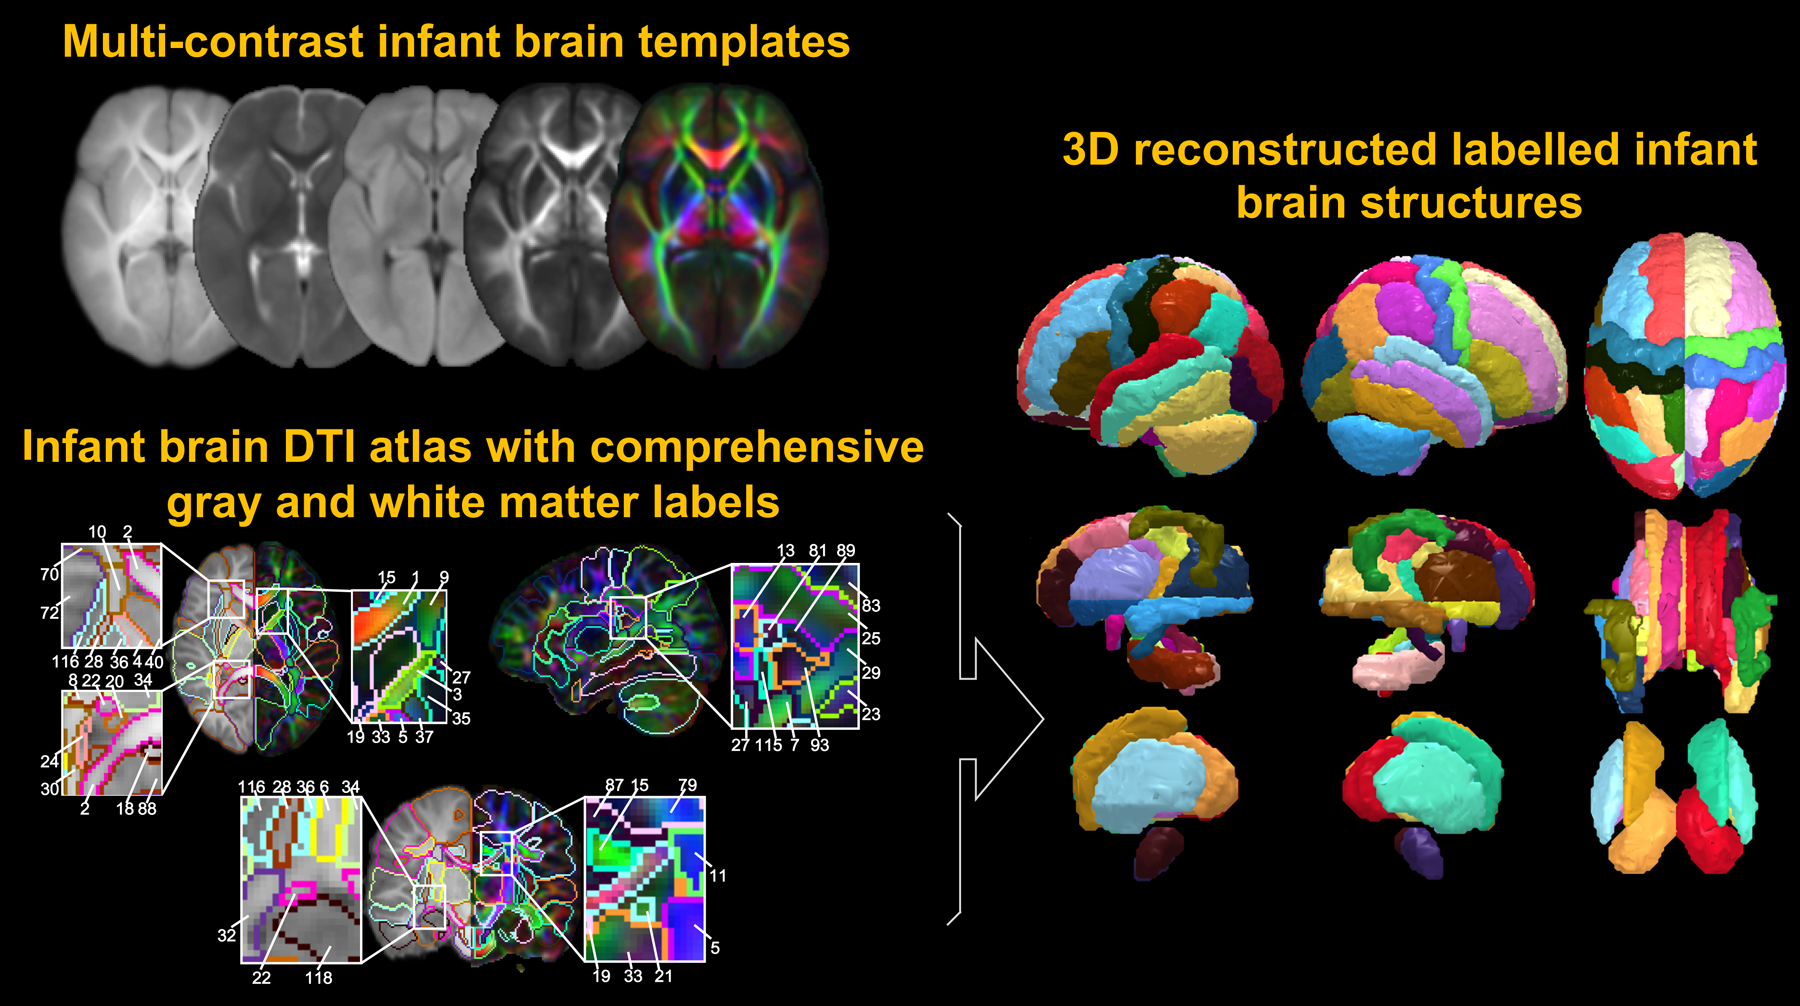 Multi-contrast infant brain templates
3D reconstructed labelled infant
brain structures
Infant brain DTI atlas with comprehensive
gray and white matter labels
10 2
70
72
116 28 36 4 40
15 1 9
27
3
35
19 33 5 37
8 22 20 34
24
30
2 18 88
13 81 89
83
25
29
23
27 115 7 93
116 28 36 6 34
32
22 118
87 15 79
11
5
19 33 21